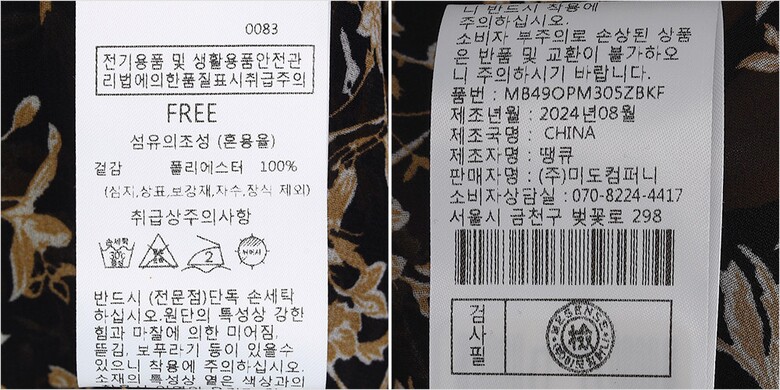 0083
전기용품 및 생활용품안전관
리법에의한품질표시취급주의
FREE
섬유의조성 (혼용율)
겉감 폴리에스터 100%
(심지,상표,보강재,자수,장식 제외)
취급상주의사항
손세탁
30℃
중성
2
드라이
반드시 (전문점)단독 손세탁
하십시오.원단의 특성상 강한
힘과 마찰에 의한 미어짐,
뜯김, 보푸라기 등이 있을수
있으니 착용에 주의하십시오.
소재의 특성상 옅은 색상과의
니 반드시 착용에
주의하십시오.
소비자 부주의로 손상된 상품
은 반품 및 교환이 불가하오
니 주의하시기 바랍니다.
품번 : MB49OPM305ZBKF
제조년월 : 2024년08월
제조국명 : CHINA
제조자명 : 땡큐
판매자명 : (주)미도컴퍼니
소비자상담실 : 070-8224-4417
서울시 금천구 벚꽃로 298
검사필